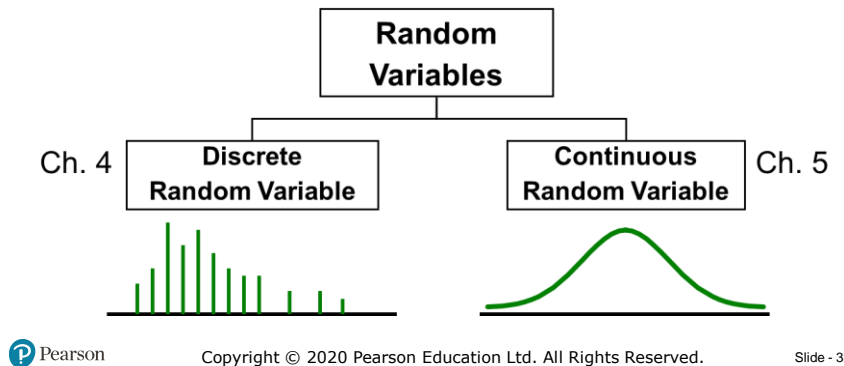 Random
Variables
Ch. 4
Discrete
Random Variable
Continuous
Random Variable
Ch. 5
Pearson
Copyright © 2020 Pearson Education Ltd. All Rights Reserved.
Slide - 3